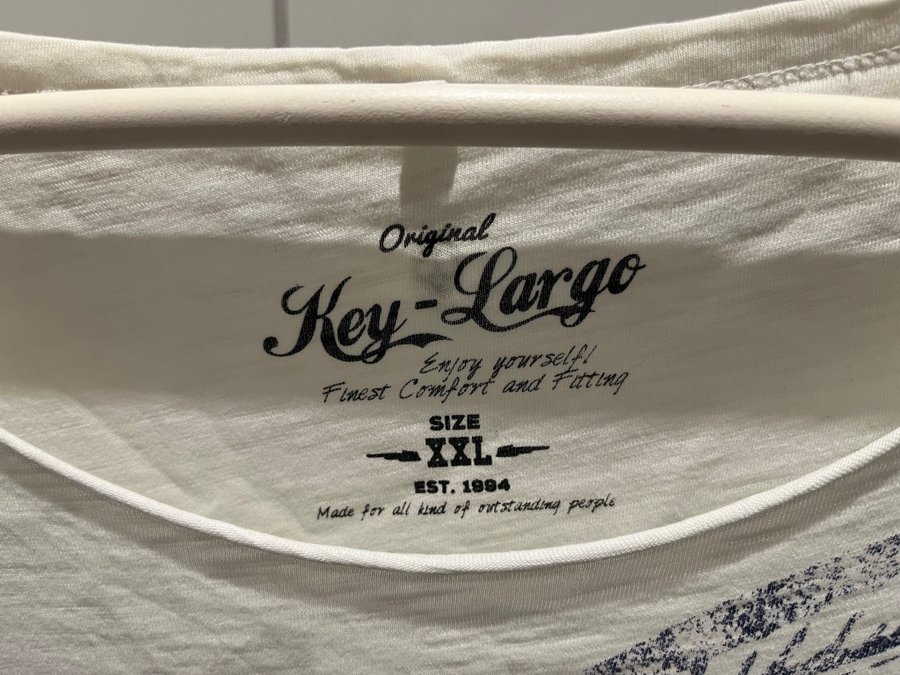 Original
Key-Largo
Enjoy yourself!
Finest Comfort and Fitting
SIZE
XXL
EST. 1994
Made for all kind of outstanding people